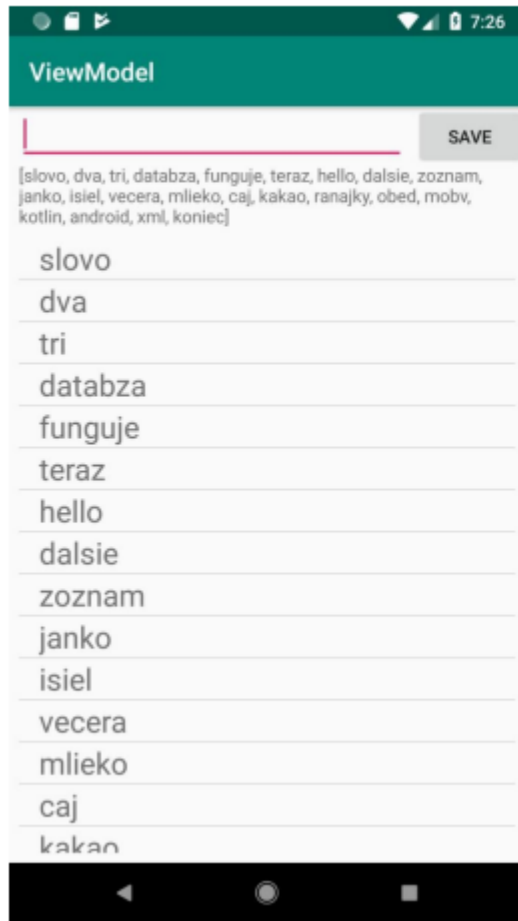 7:26
ViewModel
SAVE
[slovo, dva, tri, databza, funguje, teraz, hello, dalsie, zoznam,
janko, isiel, vecera, mlieko, caj, kakao, ranajky, obed, mobv,
kotlin, android, xml, koniec]
slovo
dva
tri
databza
funguje
teraz
hello
dalsie
zoznam
janko
isiel
vecera
mlieko
caj
kakao